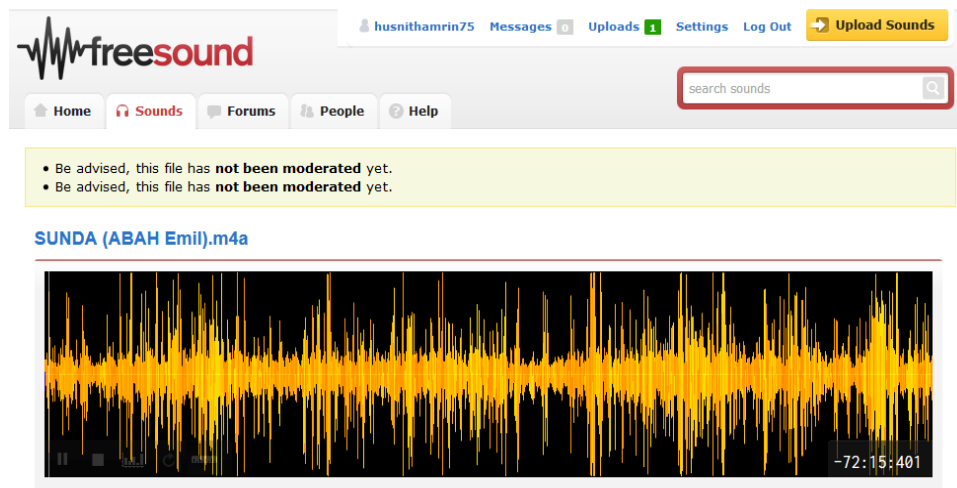 husnithamrin75 Messages 0 Uploads 1 Settings Log Out Upload Sounds
freesound
search sounds
Home Sounds Forums People Help
• Be advised, this file has not been moderated yet.
• Be advised, this file has not been moderated yet.
SUNDA (ABAH Emil).m4a
-72:15:401